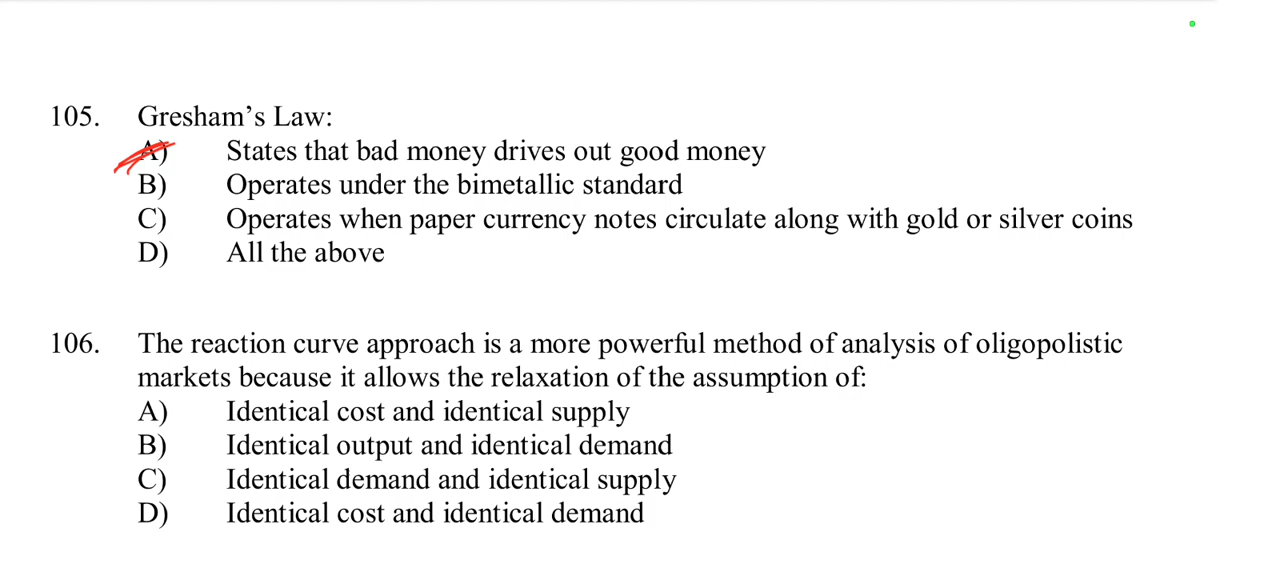 105. Gresham’s Law:
A) States that bad money drives out good money
B) Operates under the bimetallic standard
C) Operates when paper currency notes circulate along with gold or silver coins
D) All the above
106. The reaction curve approach is a more powerful method of analysis of oligopolistic
markets because it allows the relaxation of the assumption of:
A) Identical cost and identical supply
B) Identical output and identical demand
C) Identical demand and identical supply
D) Identical cost and identical demand